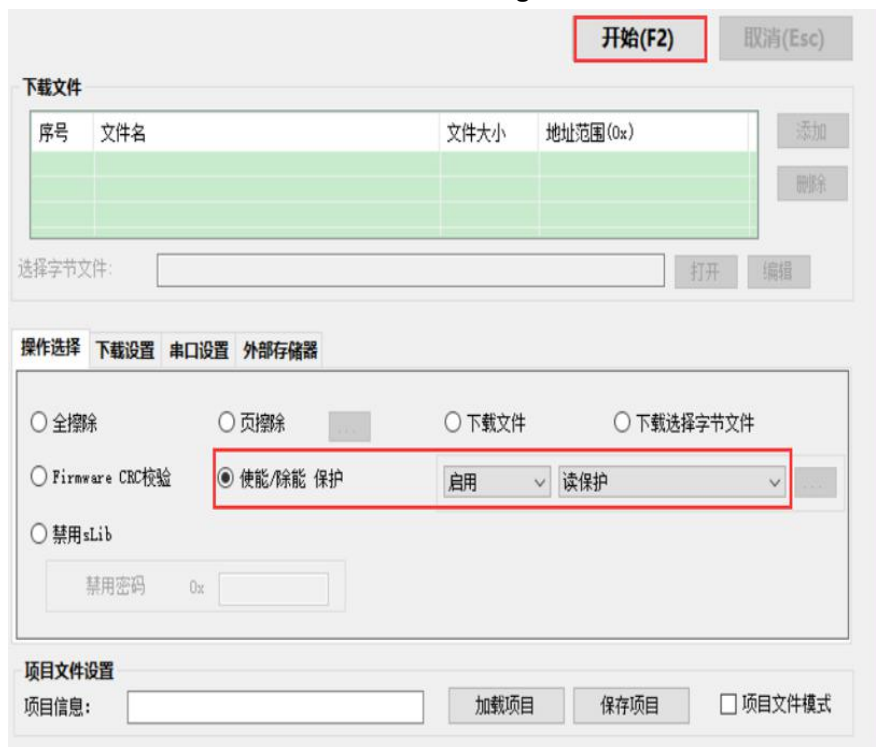 开始(F2) 取消(Esc)
下载文件
序号 文件名 文件大小 地址范围(0x) 添加
删除
选择字节文件: 打开 编辑
操作选择 下载设置 串口设置 外部存储器
全擦除 页擦除 ... 下载文件 下载选择字节文件
Firmware CRC校验 使能/除能 保护 启用 读保护 ...
禁用sLib
禁用密码 0x
项目文件设置
项目信息: 加载项目 保存项目 项目文件模式